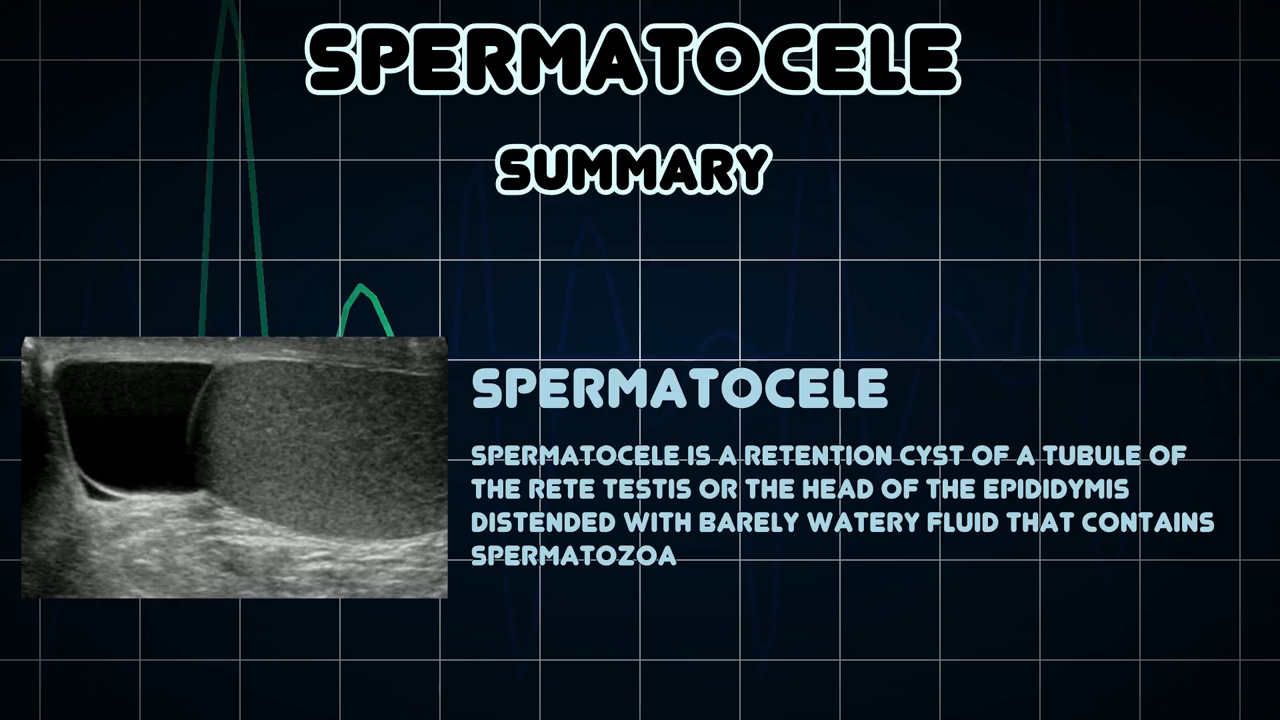 SPERMATOCELE
SUMMARY
SPERMATOCELE
SPERMATOCELE IS A RETENTION CYST OF A TUBULE OF
THE RETE TESTIS OR THE HEAD OF THE EPIDIDYMIS
DISTENDED WITH BARELY WATERY FLUID THAT CONTAINS
SPERMATOZOA